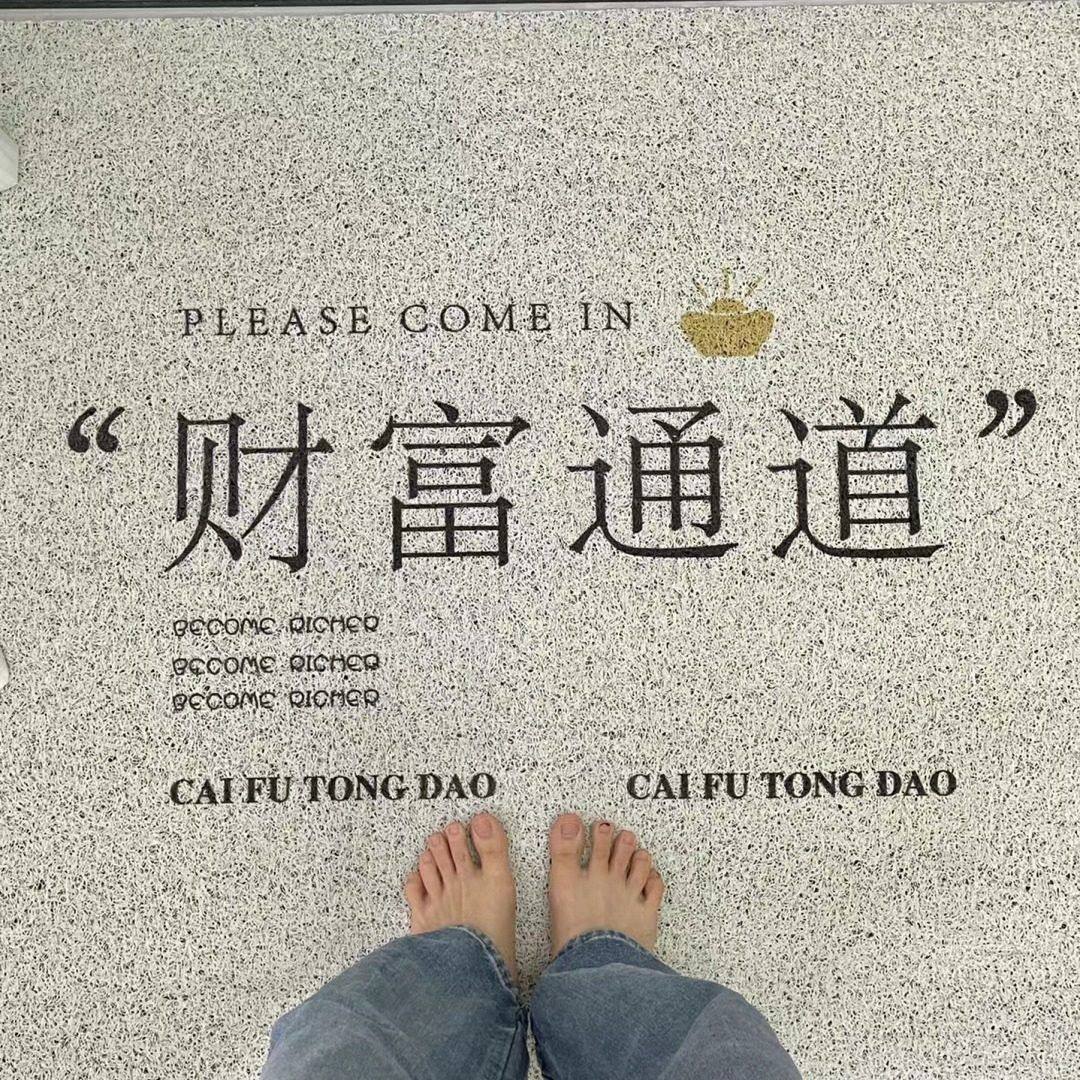 PLEASE COME IN
“财富通道”
BECOME RICHER
BECOME RICHER
BECOME RICHER
CAI FU TONG DAO CAI FU TONG DAO